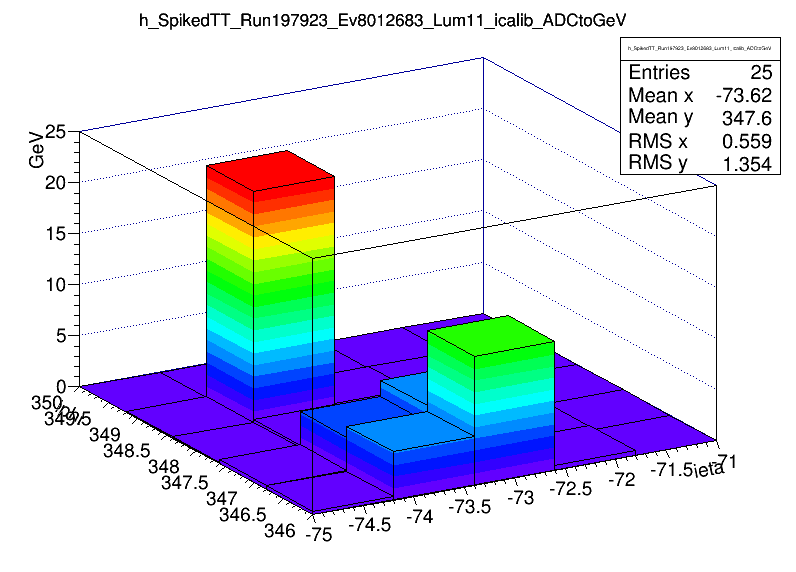 h_SpikedTT_Run197923_Ev8012683_Lum11_icalib_ADCtoGeV
h_SpikedTT_Run197923_Ev8012683_Lum11_icalib_ADCtoGeV
Entries 25
Mean x -73.62
Mean y 347.6
RMS x 0.559
RMS y 1.354
GeV
25
20
15
10
5
0
350
349.5
349
348.5
348
347.5
347
346.5
346
-75
-74.5
-74
-73.5
-73
-72.5
-72
-71.5
-71
ieta